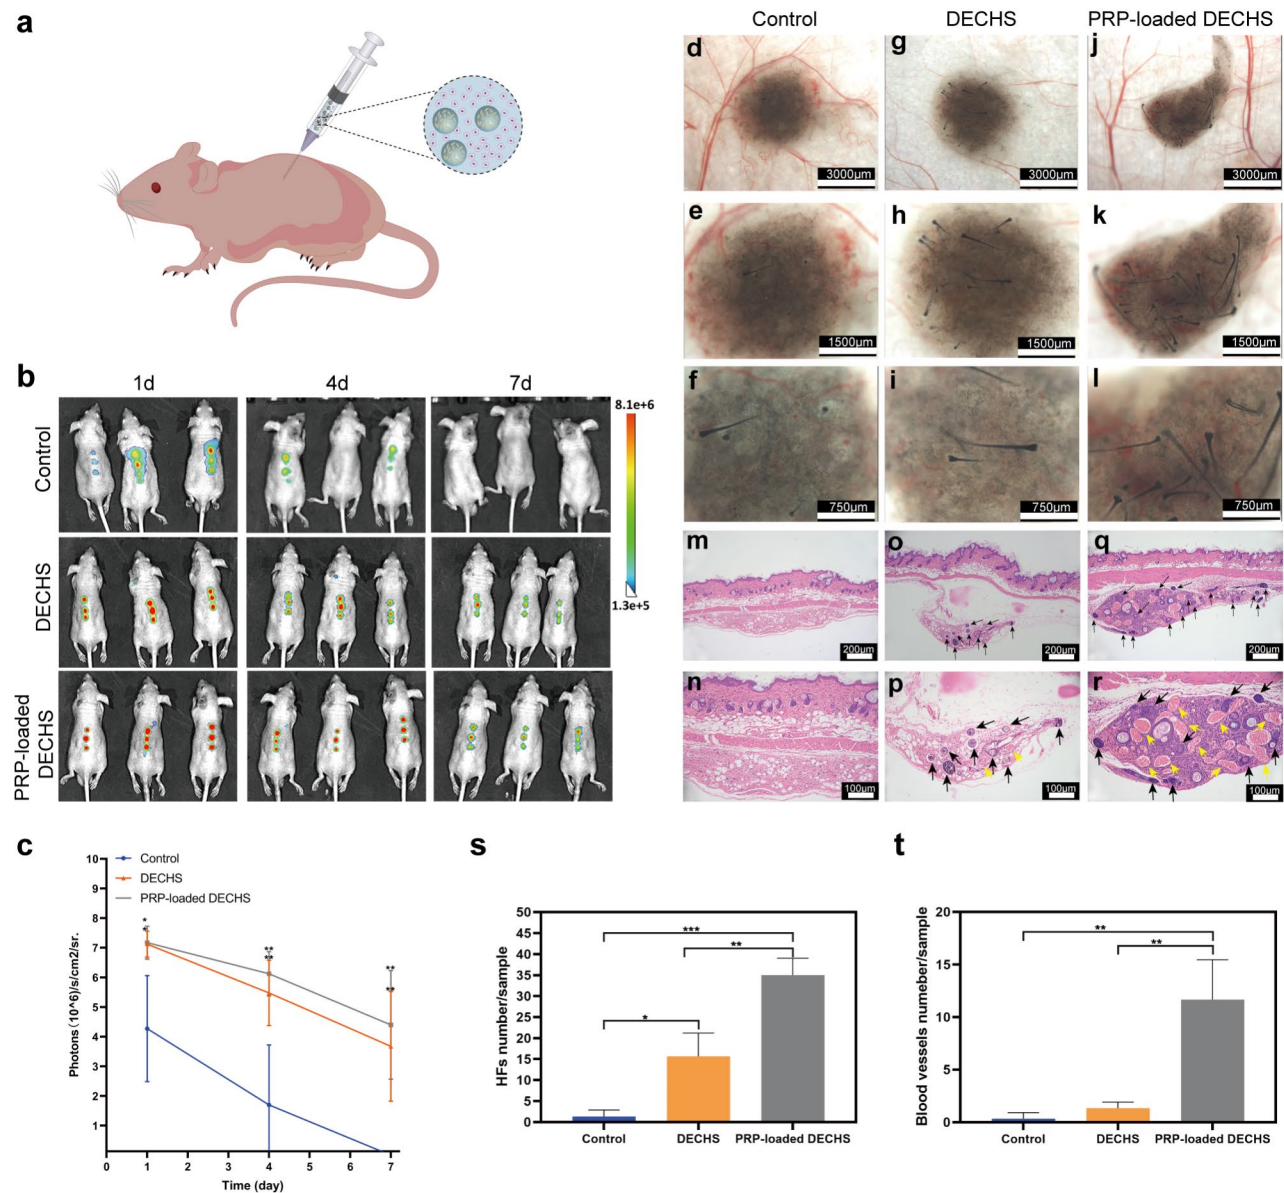 a
b
1d
4d
7d
Control
DECHS
PRP-loaded
DECHS
8.1e+6
1.3e+5
Control
DECHS
PRP-loaded DECHS
d
3000µm
g
3000µm
j
3000µm
e
1500µm
h
1500µm
k
1500µm
f
750µm
i
750µm
l
750µm
m
200µm
o
200µm
q
200µm
n
100µm
p
100µm
r
100µm
c
Control
DECHS
PRP-loaded DECHS
Photons(10^6)/s/cm2/sr.
10
9
8
7
6
5
4
3
2
1
*
*
**
**
**
**
0
1
2
3
4
5
6
7
Time (day)
s
HFs number/sample
50
45
40
35
30
25
20
15
10
5
0
***
**
*
Control
DECHS
PRP-loaded DECHS
t
Blood vessels numeber/sample
20
15
10
5
0
**
**
Control
DECHS
PRP-loaded DECHS